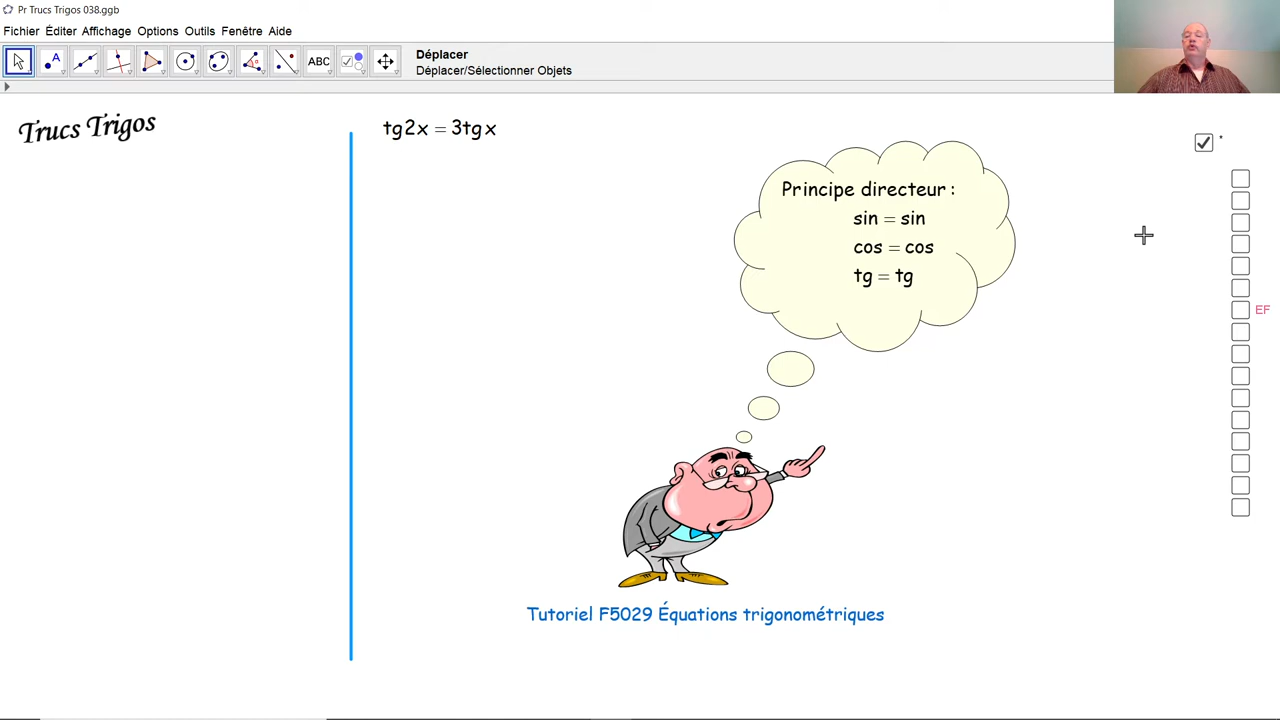 Pr Trucs Trigos 038.ggb
Fichier Éditer Affichage Options Outils Fenêtre Aide
A
ABC
Déplacer
Déplacer/Sélectionner Objets
Trucs Trigos
tg2x = 3tgx
*
Principe directeur :
sin = sin
cos = cos
tg = tg
EF
Tutoriel F5029 Équations trigonométriques